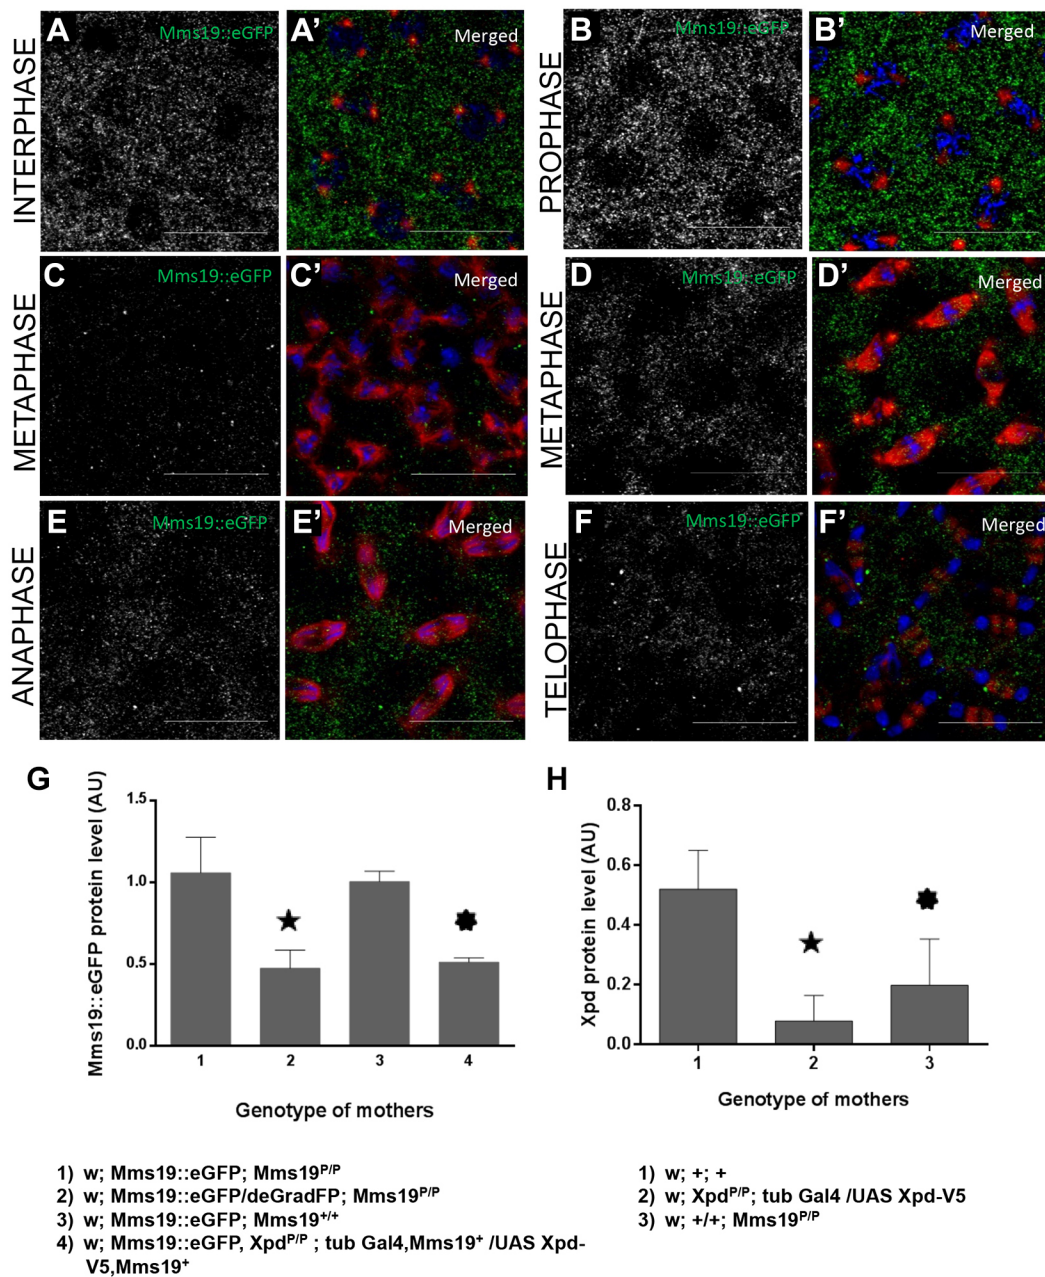 INTERPHASE
A
Mms19::eGFP
A'
Merged
PROPHASE
B
Mms19::eGFP
B'
Merged
METAPHASE
C
Mms19::eGFP
C'
Merged
METAPHASE
D
Mms19::eGFP
D'
Merged
ANAPHASE
E
Mms19::eGFP
E'
Merged
TELOPHASE
F
Mms19::eGFP
F'
Merged
G
Mms19::eGFP protein level (AU)
1.5
1.0
0.5
0.0
1 2 3 4
Genotype of mothers
1) w; Mms19::eGFP; Mms19P/P
2) w; Mms19::eGFP/deGradFP; Mms19P/P
3) w; Mms19::eGFP; Mms19+/+
4) w; Mms19::eGFP, XpdP/P ; tub Gal4,Mms19+ /UAS Xpd-
V5,Mms19+
H
Xpd protein level (AU)
0.8
0.6
0.4
0.2
0.0
1 2 3
Genotype of mothers
1) w; +; +
2) w; XpdP/P; tub Gal4 /UAS Xpd-V5
3) w; +/+; Mms19P/P